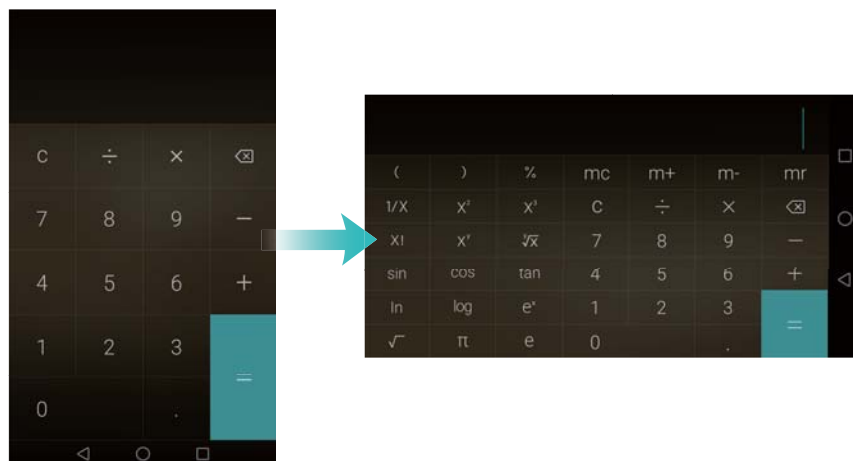 C ÷ × ⌫
7 8 9 −
4 5 6 +
1 2 3 =
0 .
( ) % mc m+ m- mr
1/X X² X³ C ÷ × ⌫
X! Xʸ ʸ√x 7 8 9 −
sin cos tan 4 5 6 +
ln log eˣ 1 2 3 =
√ π e 0 .